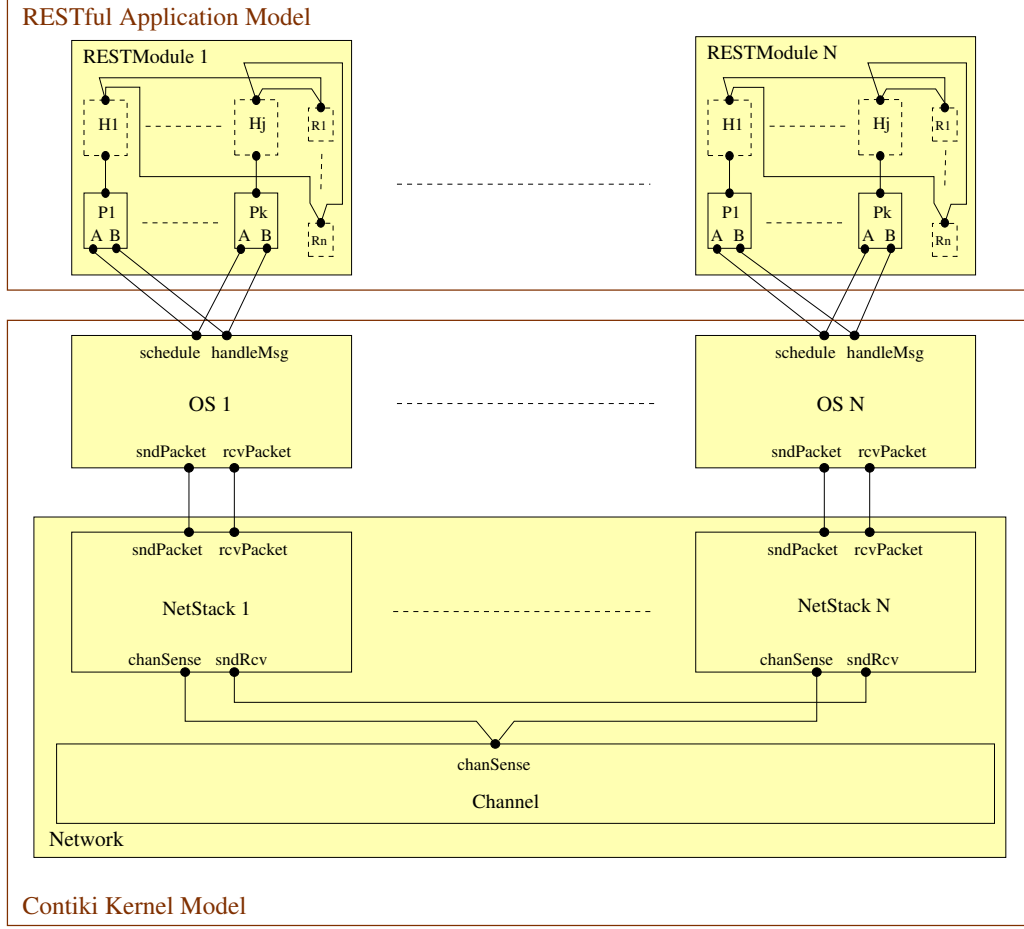 RESTful Application Model
RESTModule 1
RESTModule N
H1
Hj
R1
H1
Hj
R1
P1
Pk
Rn
P1
Pk
Rn
A B
A B
A B
A B
schedule handleMsg
schedule handleMsg
OS 1
OS N
sndPacket rcvPacket
sndPacket rcvPacket
sndPacket rcvPacket
sndPacket rcvPacket
NetStack 1
NetStack N
chanSense sndRcv
chanSense sndRcv
chanSense
Channel
Network
Contiki Kernel Model